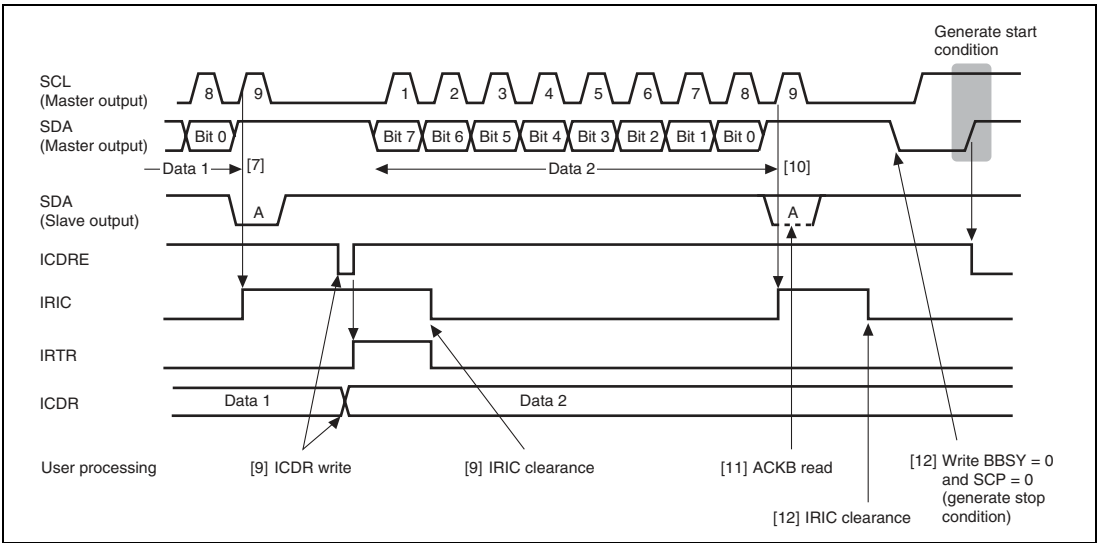 Generate start
condition
SCL
(Master output)
8 9 1 2 3 4 5 6 7 8 9
SDA
(Master output)
Bit 0 Bit 7 Bit 6 Bit 5 Bit 4 Bit 3 Bit 2 Bit 1 Bit 0
Data 1 [7] Data 2 [10]
SDA
(Slave output)
A A
ICDRE
IRIC
IRTR
ICDR
Data 1 Data 2
User processing
[9] ICDR write
[9] IRIC clearance
[11] ACKB read
[12] Write BBSY = 0
and SCP = 0
(generate stop
condition)
[12] IRIC clearance